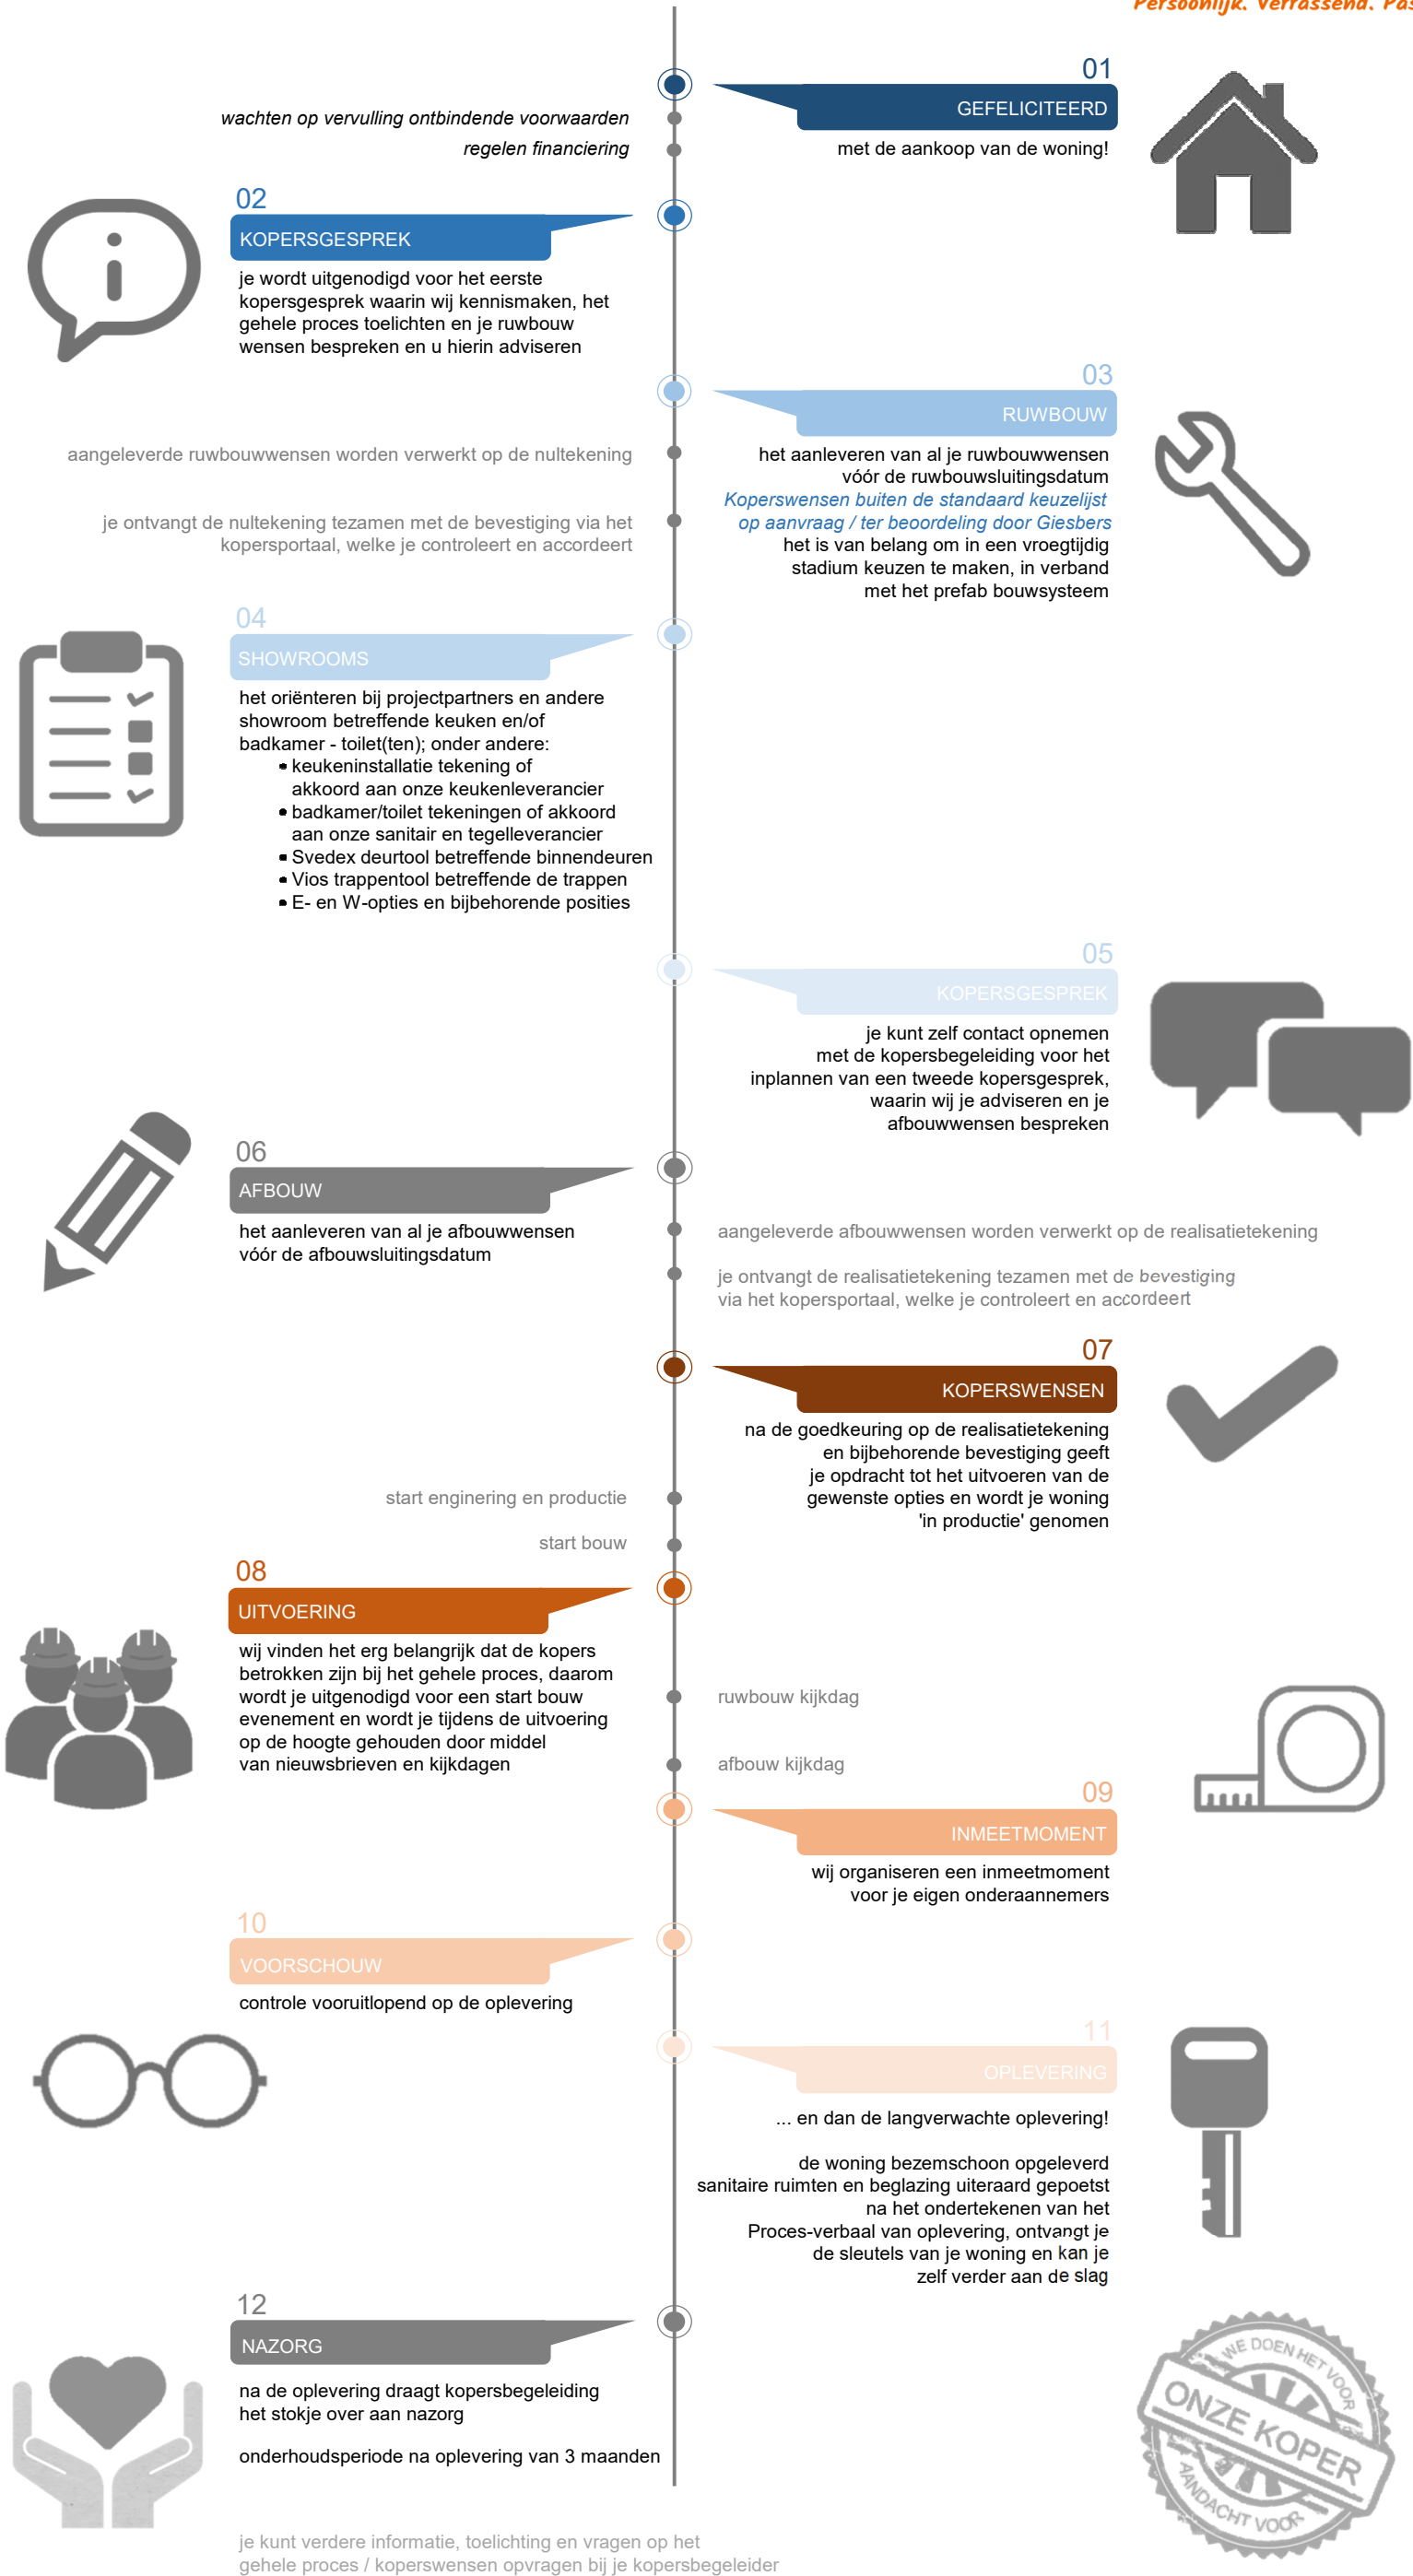 Persoonlijk. Verrassend.
01
GEFELICITEERD
met de aankoop van de woning!
wachten op vervulling ontbindende voorwaarden
regelen financiering
02
KOPERSGESPREK
je wordt uitgenodigd voor het eerste
kopersgesprek waarin wij kennismaken, het
gehele proces toelichten en je ruwbouw
wensen bespreken en u hierin adviseren
03
RUWBOUW
het aanleveren van al je ruwbouwwensen
vóór de ruwbouwsluitingsdatum
Koperswensen buiten de standaard keuzelijst
op aanvraag / ter beoordeling door Giesbers
het is van belang om in een vroegtijdig
stadium keuzen te maken, in verband
met het prefab bouwsysteem
aangeleverde ruwbouwwensen worden verwerkt op de nultekening
je ontvangt de nultekening tezamen met de bevestiging via het
kopersportaal, welke je controleert en accordeert
04
SHOWROOMS
het oriënteren bij projectpartners en andere
showroom betreffende keuken en/of
badkamer - toilet(ten); onder andere:
• keukeninstallatie tekening of
akkoord aan onze keukenleverancier
• badkamer/toilet tekeningen of akkoord
aan onze sanitair en tegelleverancier
• Svedex deurtool betreffende binnendeuren
• Vios trappentool betreffende de trappen
• E- en W-opties en bijbehorende posities
05
KOPERSGESPREK
je kunt zelf contact opnemen
met de kopersbegeleiding voor het
inplannen van een tweede kopersgesprek,
waarin wij je adviseren en je
afbouwwensen bespreken
06
AFBOUW
het aanleveren van al je afbouwwensen
vóór de afbouwsluitingsdatum
aangeleverde afbouwwensen worden verwerkt op de realisatietekening
je ontvangt de realisatietekening tezamen met de bevestiging
via het kopersportaal, welke je controleert en accordeert
07
KOPERSWENSEN
na de goedkeuring op de realisatietekening
en bijbehorende bevestiging geeft
je opdracht tot het uitvoeren van de
gewenste opties en wordt je woning
'in productie' genomen
start enginering en productie
start bouw
08
UITVOERING
wij vinden het erg belangrijk dat de kopers
betrokken zijn bij het gehele proces, daarom
wordt je uitgenodigd voor een start bouw
evenement en wordt je tijdens de uitvoering
op de hoogte gehouden door middel
van nieuwsbrieven en kijkdagen
ruwbouw kijkdag
afbouw kijkdag
09
INMEETMOMENT
wij organiseren een inmeetmoment
voor je eigen onderaannemers
10
VOORSCHOUW
controle vooruitlopend op de oplevering
11
OPLEVERING
... en dan de langverwachte oplevering!
de woning bezemschoon opgeleverd
sanitaire ruimten en beglazing uiteraard gepoetst
na het ondertekenen van het
Proces-verbaal van oplevering, ontvangt je
de sleutels van je woning en kan je
zelf verder aan de slag
12
NAZORG
na de oplevering draagt kopersbegeleiding
het stokje over aan nazorg
onderhoudsperiode na oplevering van 3 maanden
WE DOEN HET VOOR
ONZE KOPER
AANDACHT VOOR
je kunt verdere informatie, toelichting en vragen op het
gehele proces / koperswensen opvragen bij je kopersbegeleider